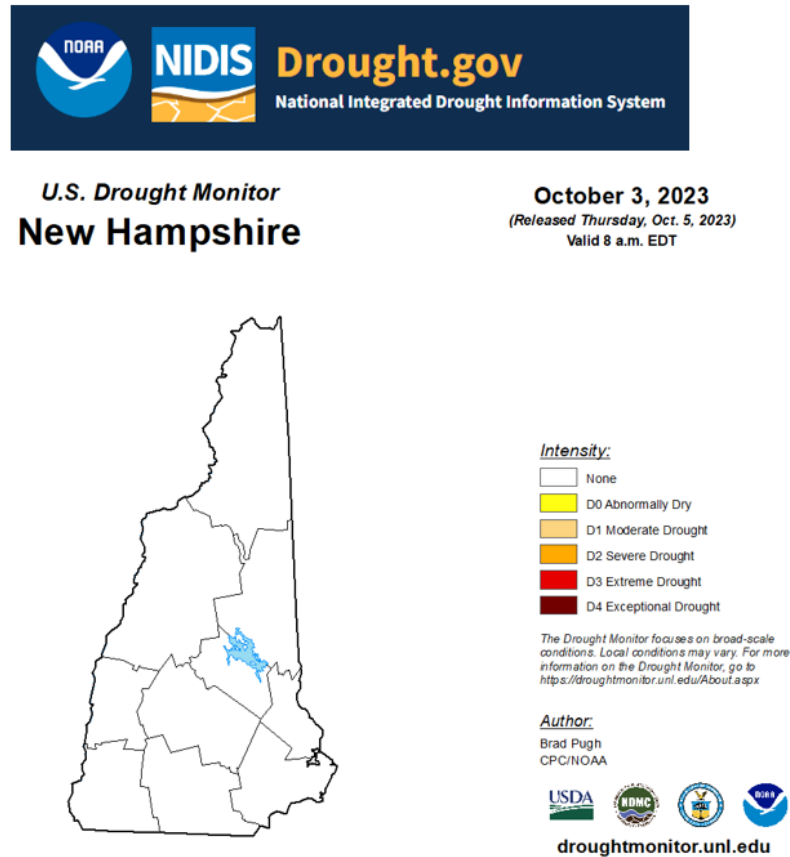 NOAA
NIDIS
Drought.gov
National Integrated Drought Information System
U.S. Drought Monitor
New Hampshire
October 3, 2023
(Released Thursday, Oct. 5, 2023)
Valid 8 a.m. EDT
Intensity:
None
D0 Abnormally Dry
D1 Moderate Drought
D2 Severe Drought
D3 Extreme Drought
D4 Exceptional Drought
The Drought Monitor focuses on broad-scale
conditions. Local conditions may vary. For more
information on the Drought Monitor, go to
https://droughtmonitor.unl.edu/About.aspx
Author:
Brad Pugh
CPC/NOAA
USDA
NDMC
NOAA
droughtmonitor.unl.edu